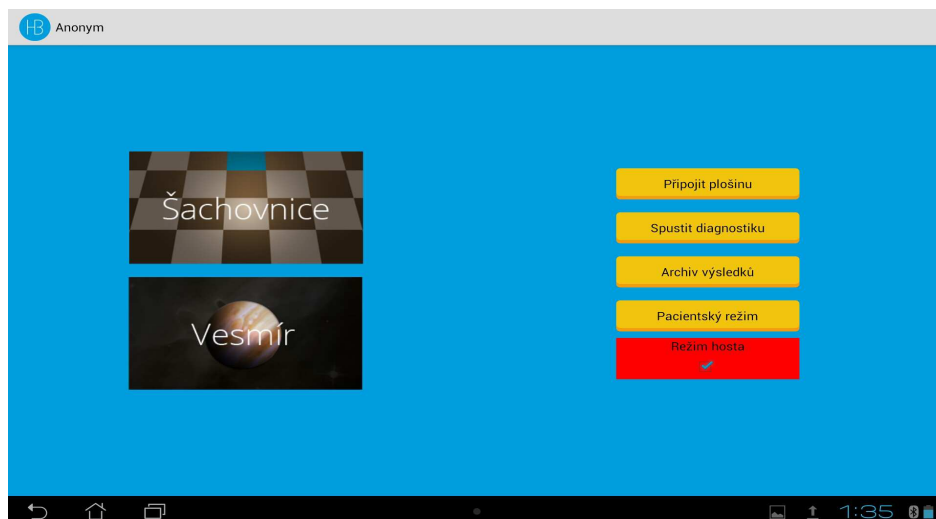 HB Anonym
Šachovnice
Vesmír
Připojit plošinu
Spustit diagnostiku
Archiv výsledků
Pacientský režim
Režim hosta
1:35